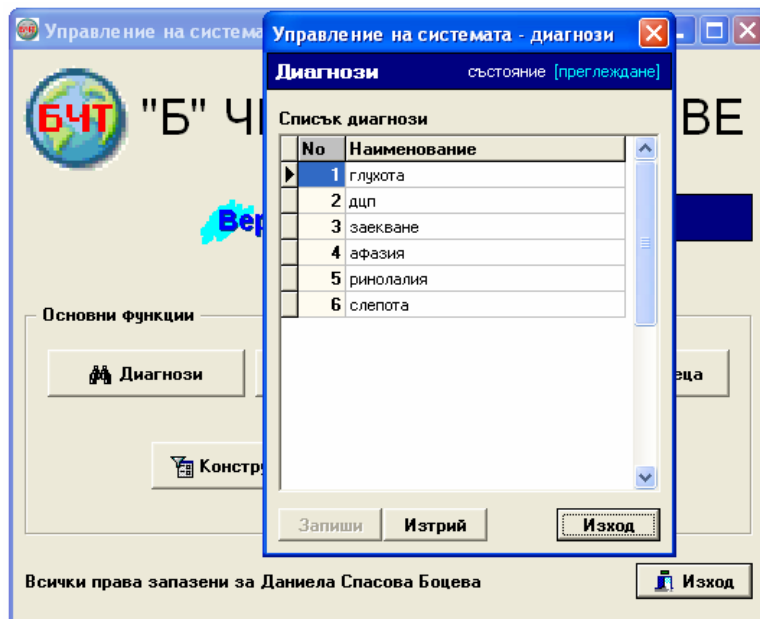 Управление на система
Управление на системата - диагнози
БЧТ
"Б" Ч
ВЕ
Диагнози
състояние [преглеждане]
Списък диагнози
No Наименование
1 глухота
2 дцп
3 заекване
4 афазия
5 ринолалия
6 слепота
Вер
Основни функции
Диагнози
еца
Констр
Запиши Изтрий Изход
Всички права запазени за Даниела Спасова Боцева
Изход